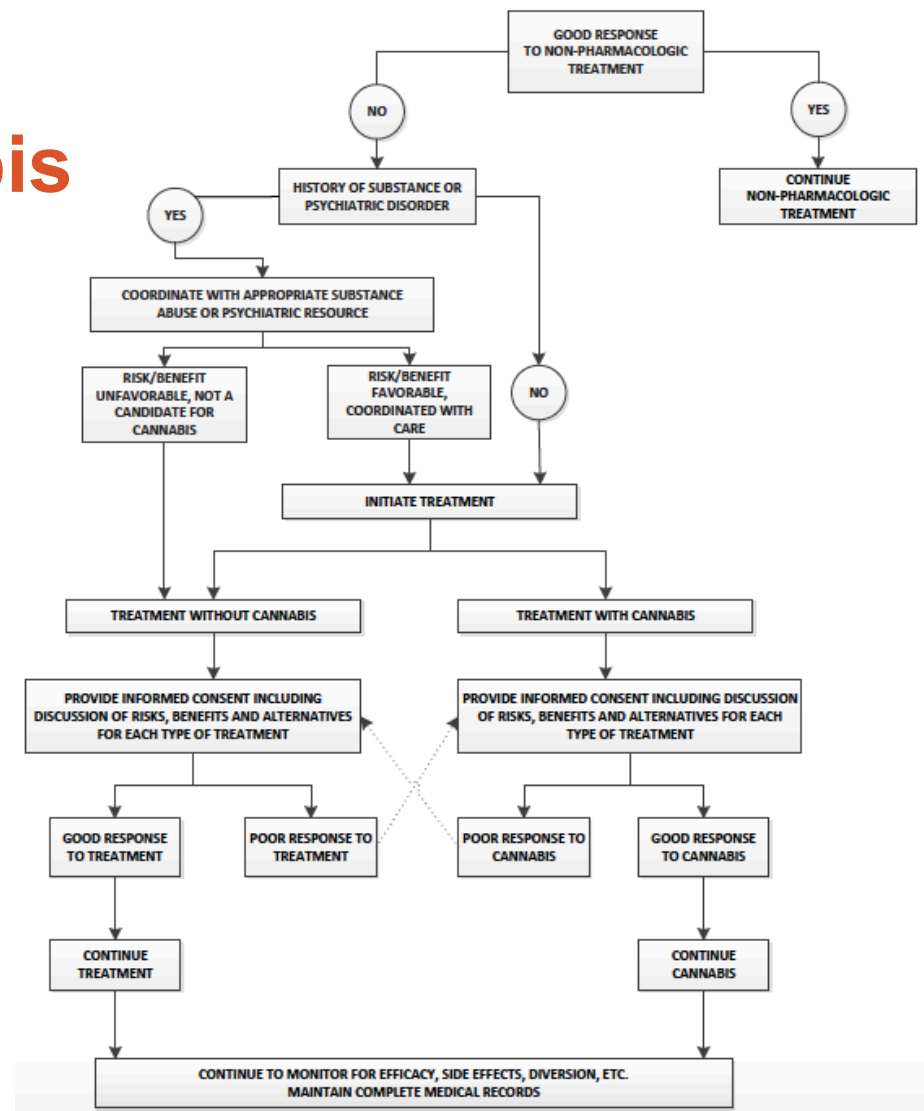 GOOD RESPONSE
TO NON-PHARMACOLOGIC
TREATMENT
NO
YES
bis
HISTORY OF SUBSTANCE OR
PSYCHIATRIC DISORDER
CONTINUE
NON-PHARMACOLOGIC
TREATMENT
YES
COORDINATE WITH APPROPRIATE SUBSTANCE
ABUSE OR PSYCHIATRIC RESOURCE
RISK/BENEFIT
UNFAVORABLE, NOT A
CANDIDATE FOR
CANNABIS
RISK/BENEFIT
FAVORABLE,
COORDINATED WITH
CARE
NO
INITIATE TREATMENT
TREATMENT WITHOUT CANNABIS
TREATMENT WITH CANNABIS
PROVIDE INFORMED CONSENT INCLUDING
DISCUSSION OF RISKS, BENEFITS AND ALTERNATIVES
FOR EACH TYPE OF TREATMENT
PROVIDE INFORMED CONSENT INCLUDING DISCUSSION
OF RISKS, BENEFITS AND ALTERNATIVES FOR EACH
TYPE OF TREATMENT
GOOD RESPONSE
TO TREATMENT
POOR RESPONSE TO
TREATMENT
POOR RESPONSE TO
CANNABIS
GOOD RESPONSE
TO CANNABIS
CONTINUE
TREATMENT
CONTINUE
CANNABIS
CONTINUE TO MONITOR FOR EFFICACY, SIDE EFFECTS, DIVERSION, ETC.
MAINTAIN COMPLETE MEDICAL RECORDS